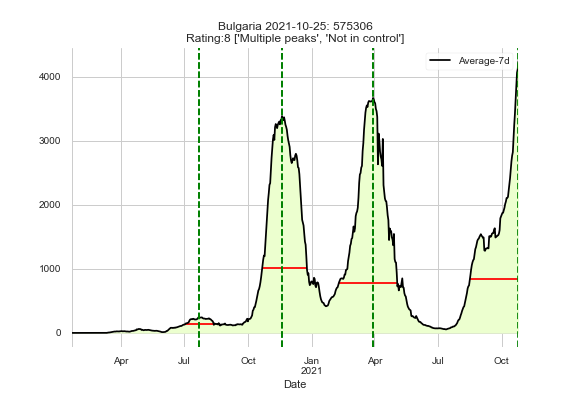 Bulgaria 2021-10-25: 575306
Rating:8 ['Multiple peaks', 'Not in control']
Average-7d
4000
3000
2000
1000
0
Apr Jul Oct Jan Apr Jul Oct
2021
Date